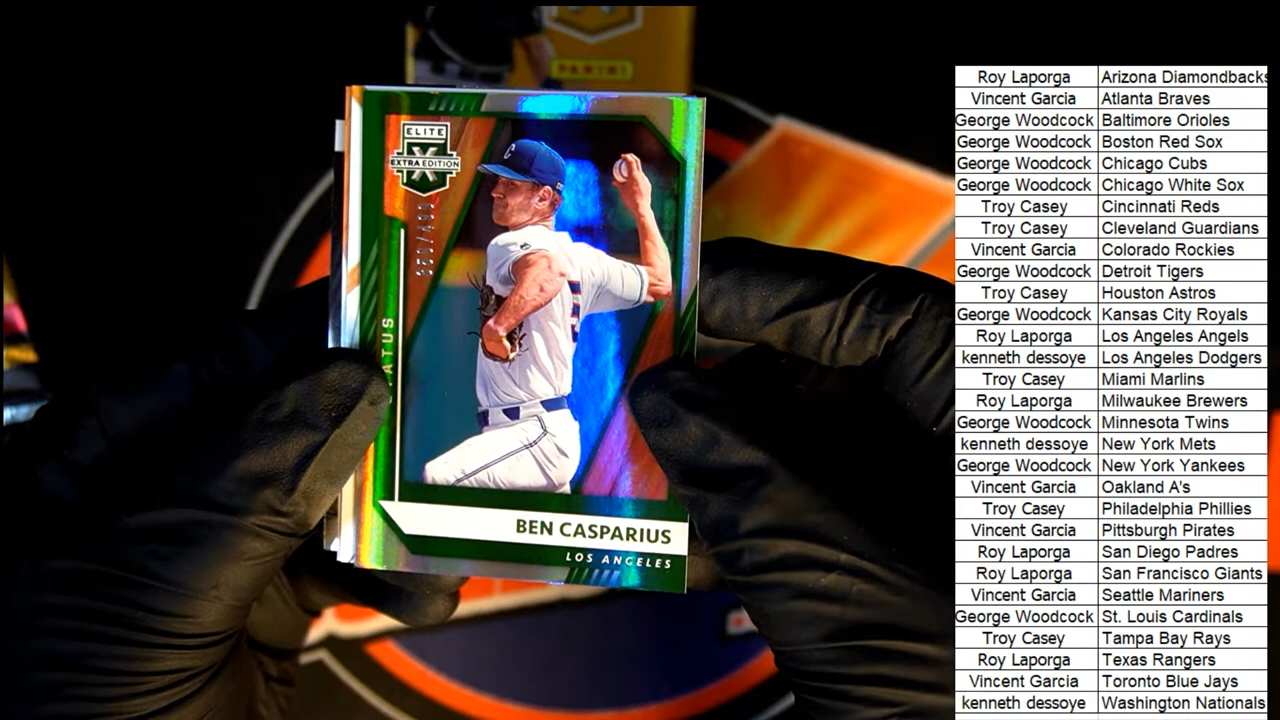 PANINI
ELITE
EXTRA EDITION
BEN CASPARIUS
LOS ANGELES
Roy Laporga Arizona Diamondbacks
Vincent Garcia Atlanta Braves
George Woodcock Baltimore Orioles
George Woodcock Boston Red Sox
George Woodcock Chicago Cubs
George Woodcock Chicago White Sox
Troy Casey Cincinnati Reds
Troy Casey Cleveland Guardians
Vincent Garcia Colorado Rockies
George Woodcock Detroit Tigers
Troy Casey Houston Astros
George Woodcock Kansas City Royals
Roy Laporga Los Angeles Angels
kenneth dessoye Los Angeles Dodgers
Troy Casey Miami Marlins
Roy Laporga Milwaukee Brewers
George Woodcock Minnesota Twins
kenneth dessoye New York Mets
George Woodcock New York Yankees
Vincent Garcia Oakland A's
Troy Casey Philadelphia Phillies
Vincent Garcia Pittsburgh Pirates
Roy Laporga San Diego Padres
Roy Laporga San Francisco Giants
Vincent Garcia Seattle Mariners
George Woodcock St. Louis Cardinals
Troy Casey Tampa Bay Rays
Roy Laporga Texas Rangers
Vincent Garcia Toronto Blue Jays
kenneth dessoye Washington Nationals